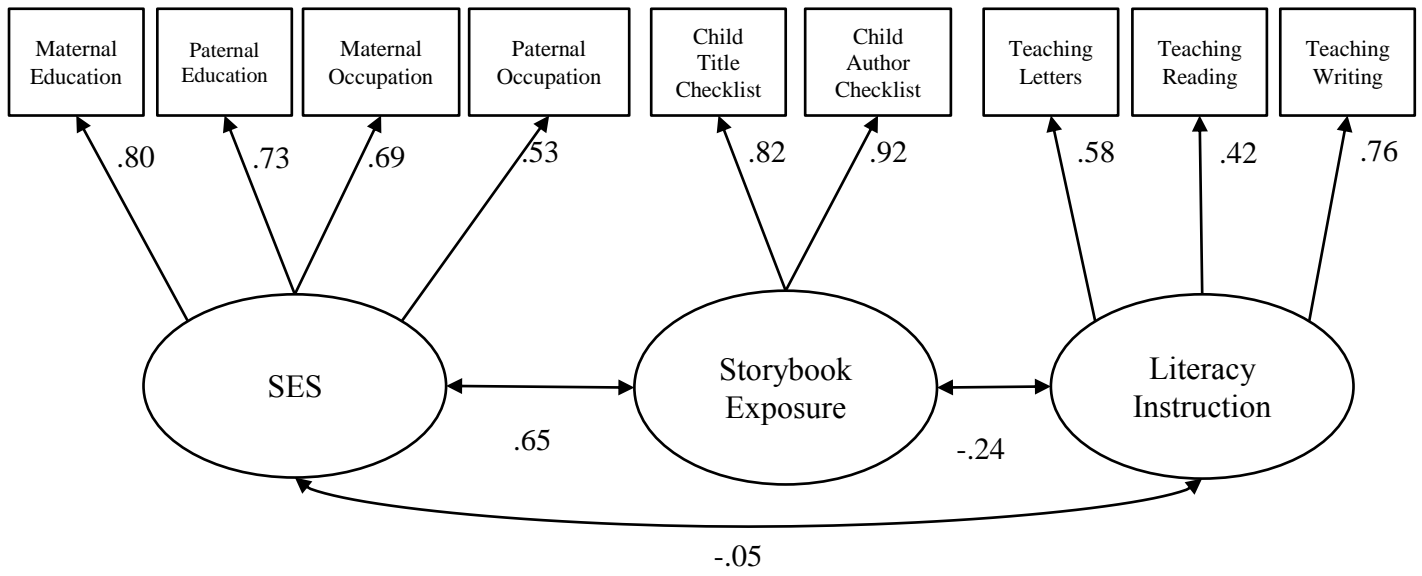 Maternal
Education
Paternal
Education
Maternal
Occupation
Paternal
Occupation
Child
Title
Checklist
Child
Author
Checklist
Teaching
Letters
Teaching
Reading
Teaching
Writing
.80
.73
.69
.53
.82
.92
.58
.42
.76
SES
Storybook
Exposure
Literacy
Instruction
.65
-.24
-.05